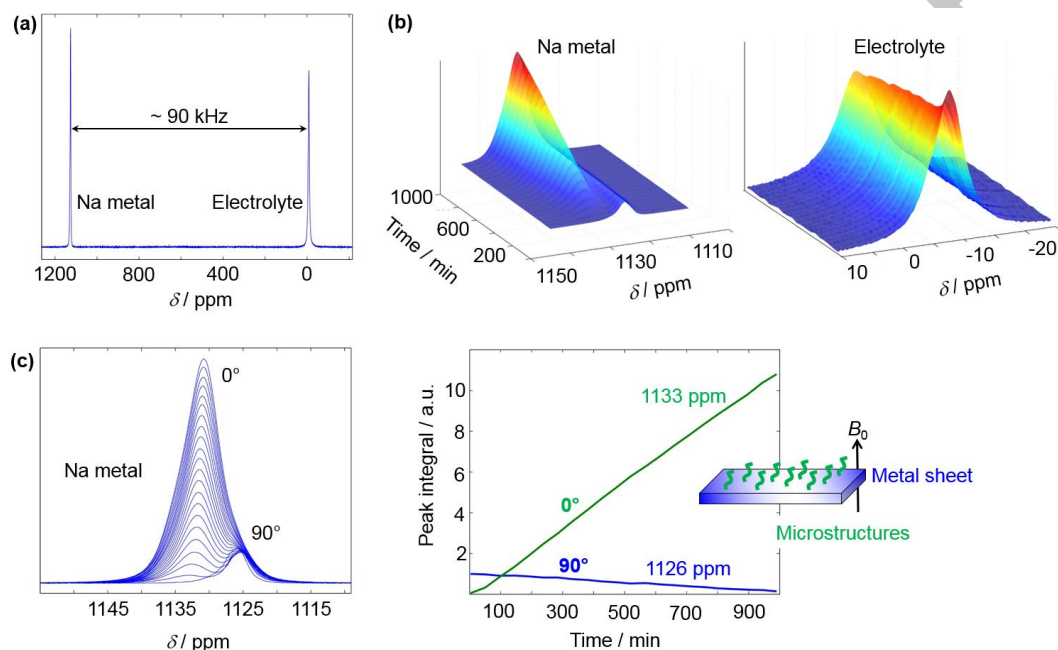 (a)
~ 90 kHz
Na metal
Electrolyte
1200 800 400 0
δ / ppm
(b)
Na metal
Electrolyte
1000
600
200
Time / min
1150 1130 1110
δ / ppm
10 0 -10 -20
δ / ppm
(c)
0°
Na metal
90°
1145 1135 1125 1115
δ / ppm
Peak integral / a.u.
10
8
6
4
2
1133 ppm
0°
90°
1126 ppm
100 300 500 700 900
Time / min
B0
Metal sheet
Microstructures